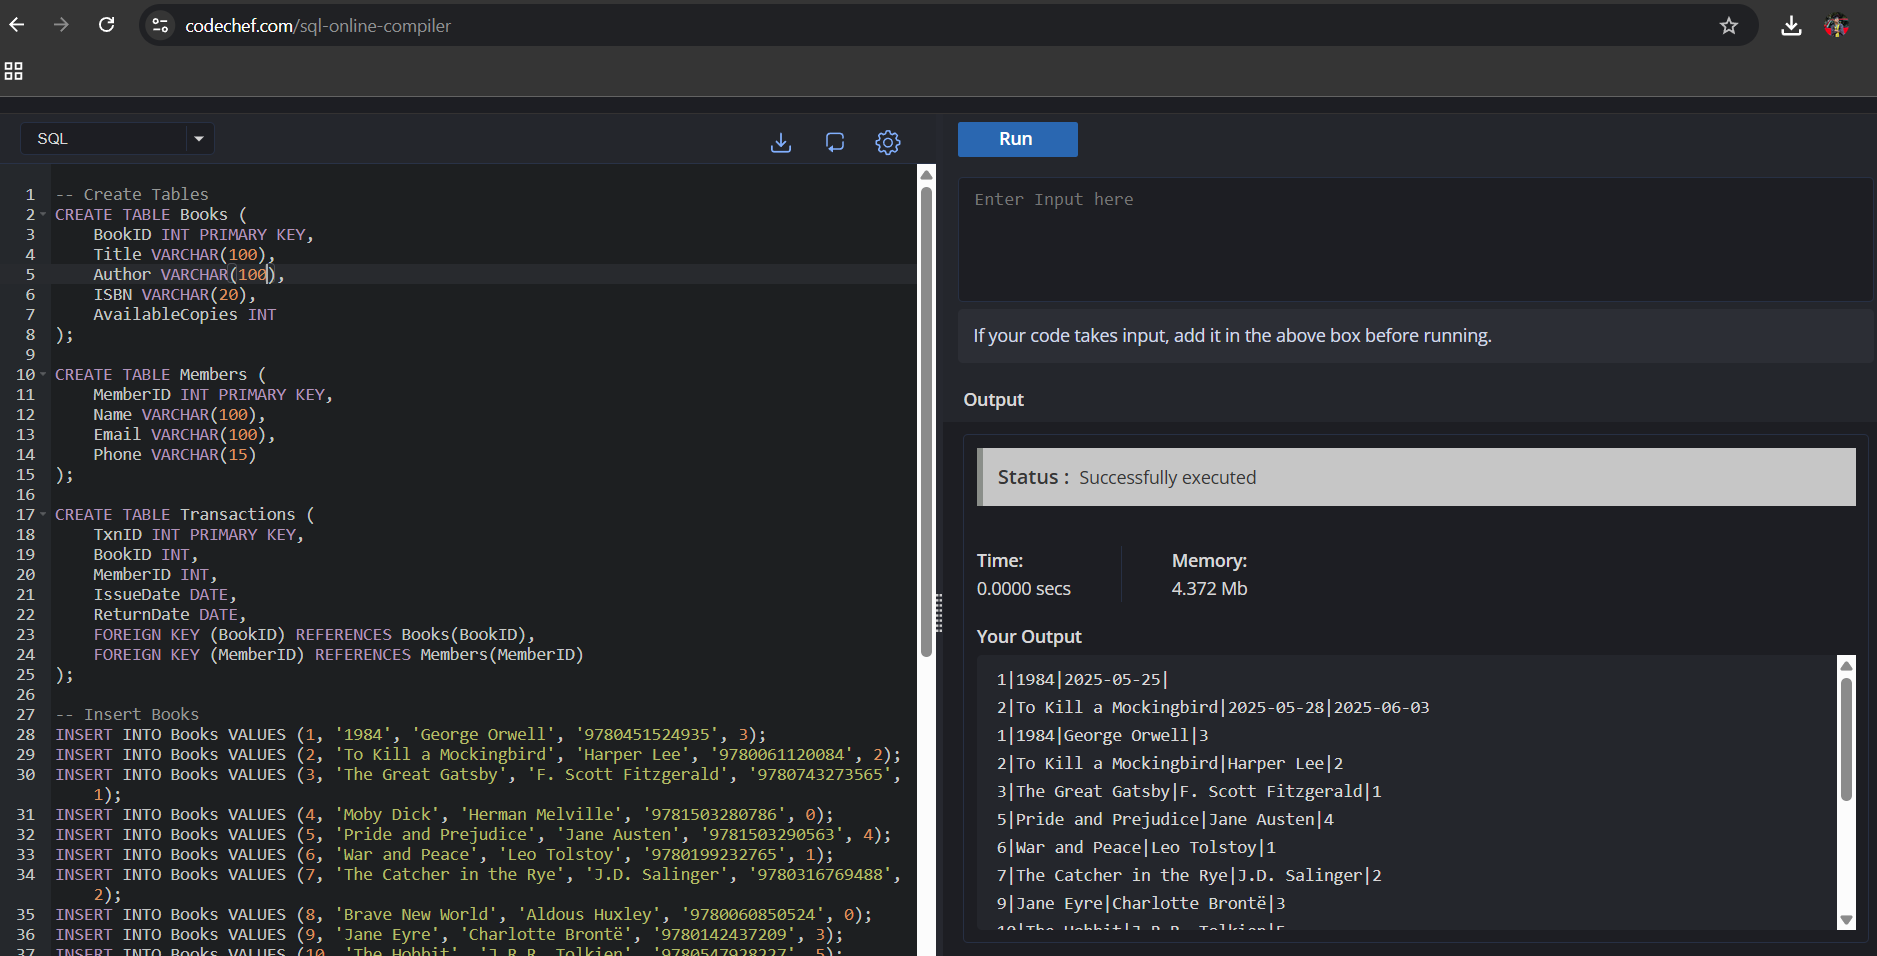 codechef.com/sql-online-compiler
SQL
Run
1 -- Create Tables
2 CREATE TABLE Books (
3 BookID INT PRIMARY KEY,
4 Title VARCHAR(100),
5 Author VARCHAR(100),
6 ISBN VARCHAR(20),
7 AvailableCopies INT
8 );
9
10 CREATE TABLE Members (
11 MemberID INT PRIMARY KEY,
12 Name VARCHAR(100),
13 Email VARCHAR(100),
14 Phone VARCHAR(15)
15 );
16
17 CREATE TABLE Transactions (
18 TxnID INT PRIMARY KEY,
19 BookID INT,
20 MemberID INT,
21 IssueDate DATE,
22 ReturnDate DATE,
23 FOREIGN KEY (BookID) REFERENCES Books(BookID),
24 FOREIGN KEY (MemberID) REFERENCES Members(MemberID)
25 );
26
27 -- Insert Books
28 INSERT INTO Books VALUES (1, '1984', 'George Orwell', '9780451524935', 3);
29 INSERT INTO Books VALUES (2, 'To Kill a Mockingbird', 'Harper Lee', '9780061120084', 2);
30 INSERT INTO Books VALUES (3, 'The Great Gatsby', 'F. Scott Fitzgerald', '9780743273565',
1);
31 INSERT INTO Books VALUES (4, 'Moby Dick', 'Herman Melville', '9781503280786', 0);
32 INSERT INTO Books VALUES (5, 'Pride and Prejudice', 'Jane Austen', '9781503290563', 4);
33 INSERT INTO Books VALUES (6, 'War and Peace', 'Leo Tolstoy', '9780199232765', 1);
34 INSERT INTO Books VALUES (7, 'The Catcher in the Rye', 'J.D. Salinger', '9780316769488',
2);
35 INSERT INTO Books VALUES (8, 'Brave New World', 'Aldous Huxley', '9780060850524', 0);
36 INSERT INTO Books VALUES (9, 'Jane Eyre', 'Charlotte Brontë', '9780142437209', 3);
37 INSERT INTO Books VALUES (10, 'The Hobbit', 'J.R.R. Tolkien', '9780547928227', 5);
Enter Input here
If your code takes input, add it in the above box before running.
Output
Status : Successfully executed
Time: Memory:
0.0000 secs 4.372 Mb
Your Output
1|1984|2025-05-25|
2|To Kill a Mockingbird|2025-05-28|2025-06-03
1|1984|George Orwell|3
2|To Kill a Mockingbird|Harper Lee|2
3|The Great Gatsby|F. Scott Fitzgerald|1
5|Pride and Prejudice|Jane Austen|4
6|War and Peace|Leo Tolstoy|1
7|The Catcher in the Rye|J.D. Salinger|2
9|Jane Eyre|Charlotte Brontë|3
10|The Hobbit|J.R.R. Tolkien|5